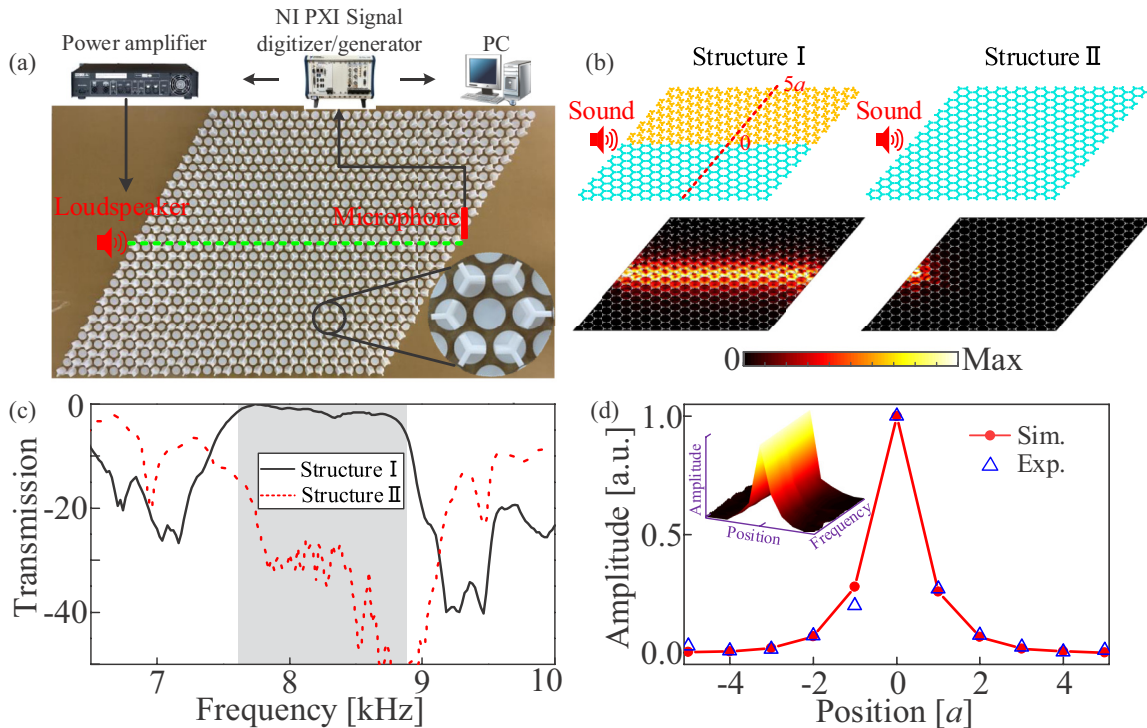 (a)
Power amplifier
NI PXI Signal
digitizer/generator
PC
Loudspeaker
Microphone
(b)
Structure Ⅰ
Structure Ⅱ
Sound
5a
0
Sound
0
Max
(c)
Transmission
0
-20
-40
Structure Ⅰ
Structure Ⅱ
7
8
9
10
Frequency [kHz]
(d)
Amplitude [a.u.]
1.0
0.5
0.0
Amplitude
Position
Frequency
Sim.
Exp.
-4
-2
0
2
4
Position [a]